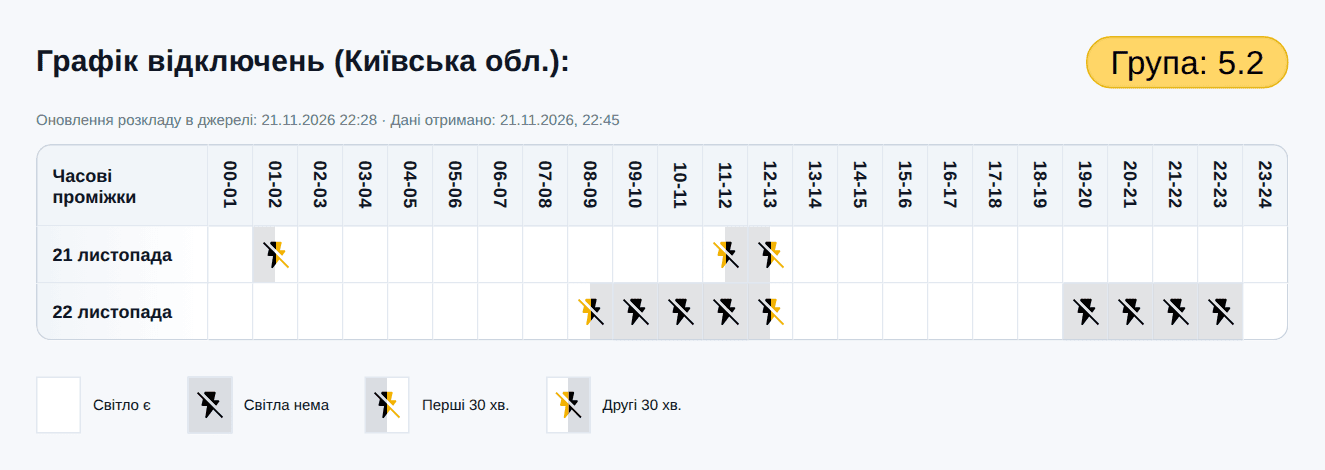 Графік відключень (Київська обл.):
Група: 5.2
Оновлення розкладу в джерелі: 21.11.2026 22:28 · Дані отримано: 21.11.2026, 22:45
Часові
проміжки
00-01
01-02
02-03
03-04
04-05
05-06
06-07
07-08
08-09
09-10
10-11
11-12
12-13
13-14
14-15
15-16
16-17
17-18
18-19
19-20
20-21
21-22
22-23
23-24
21 листопада
22 листопада
Світло є
Світла нема
Перші 30 хв.
Другі 30 хв.